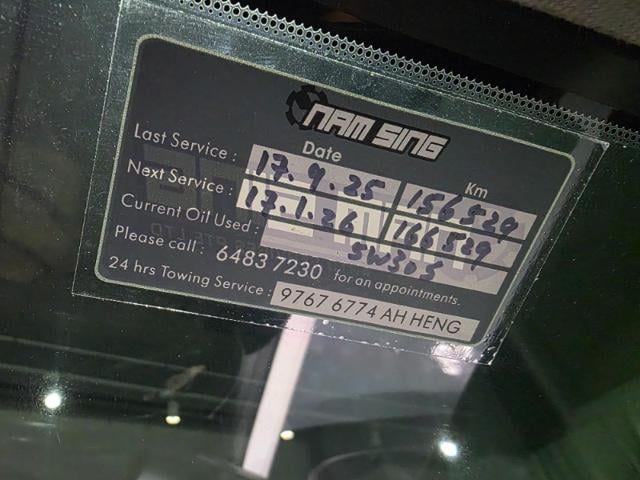 NAM SING
Date Km
Last Service : 17.9.25 156529
Next Service : 17.1.26 166529
Current Oil Used : 5W30S
Please call : 6483 7230 for an appointments.
24 hrs Towing Service : 9767 6774 AH HENG